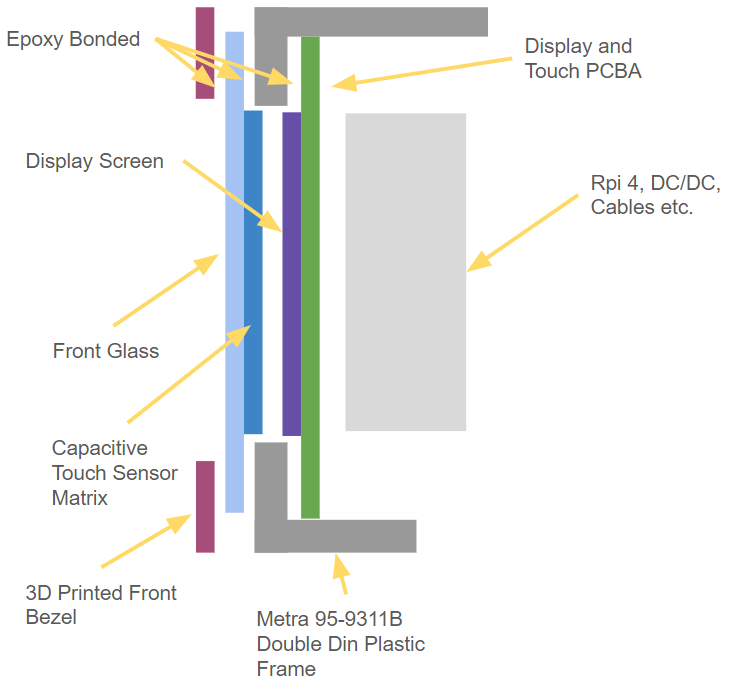 Epoxy Bonded
Display and
Touch PCBA
Display Screen
Rpi 4, DC/DC,
Cables etc.
Front Glass
Capacitive
Touch Sensor
Matrix
3D Printed Front
Bezel
Metra 95-9311B
Double Din Plastic
Frame